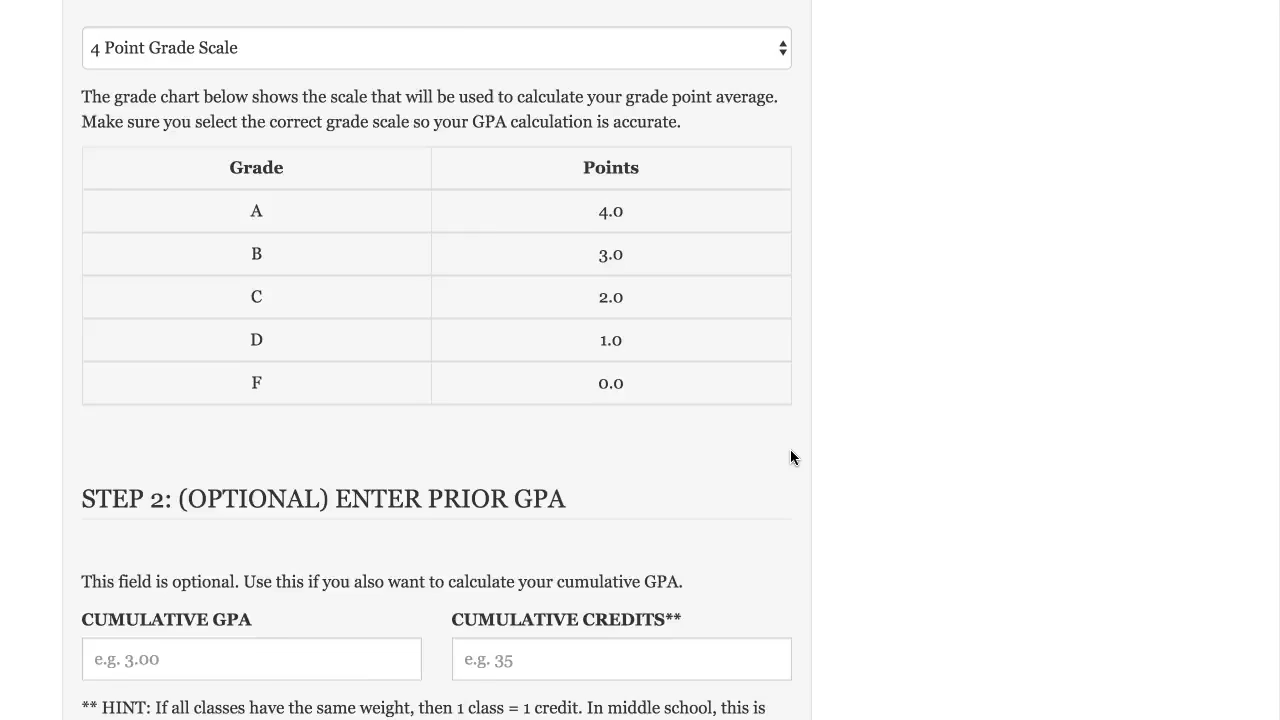 4 Point Grade Scale
The grade chart below shows the scale that will be used to calculate your grade point average.
Make sure you select the correct grade scale so your GPA calculation is accurate.
Grade Points
A 4.0
B 3.0
C 2.0
D 1.0
F 0.0
STEP 2: (OPTIONAL) ENTER PRIOR GPA
This field is optional. Use this if you also want to calculate your cumulative GPA.
CUMULATIVE GPA CUMULATIVE CREDITS**
e.g. 3.00 e.g. 35
** HINT: If all classes have the same weight, then 1 class = 1 credit. In middle school, this is